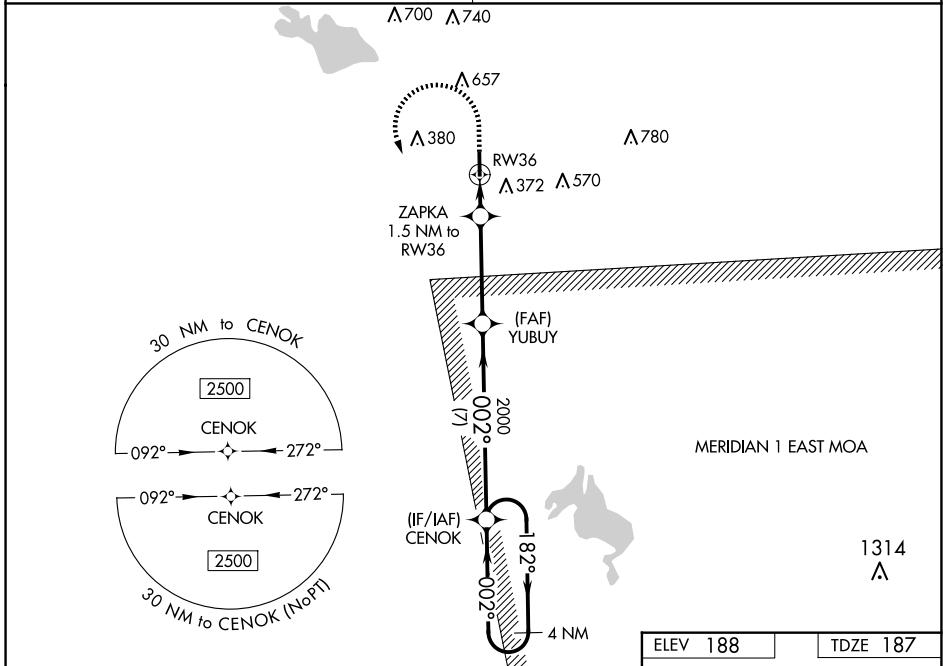 700 740
657
380
780
RW36
372 570
ZAPKA
1.5 NM to
RW36
(FAF)
YUBUY
30 NM to CENOK
2500
CENOK
092° 272°
092° 272°
CENOK
2500
30 NM to CENOK (NoPT)
2000
002°
(7)
MERIDIAN 1 EAST MOA
(IF/IAF)
CENOK
182°
002°
4 NM
1314
ELEV 188 TDZE 187